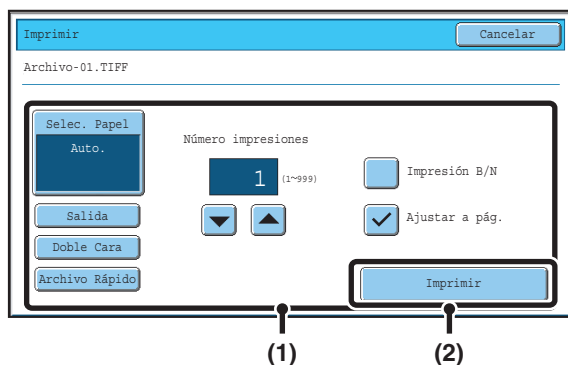 Imprimir
Cancelar
Archivo-01.TIFF
Selec. Papel
Auto.
Número impresiones
1
(1~999)
Impresión B/N
Ajustar a pág.
Salida
Doble Cara
Archivo Rápido
Imprimir
(1)
(2)